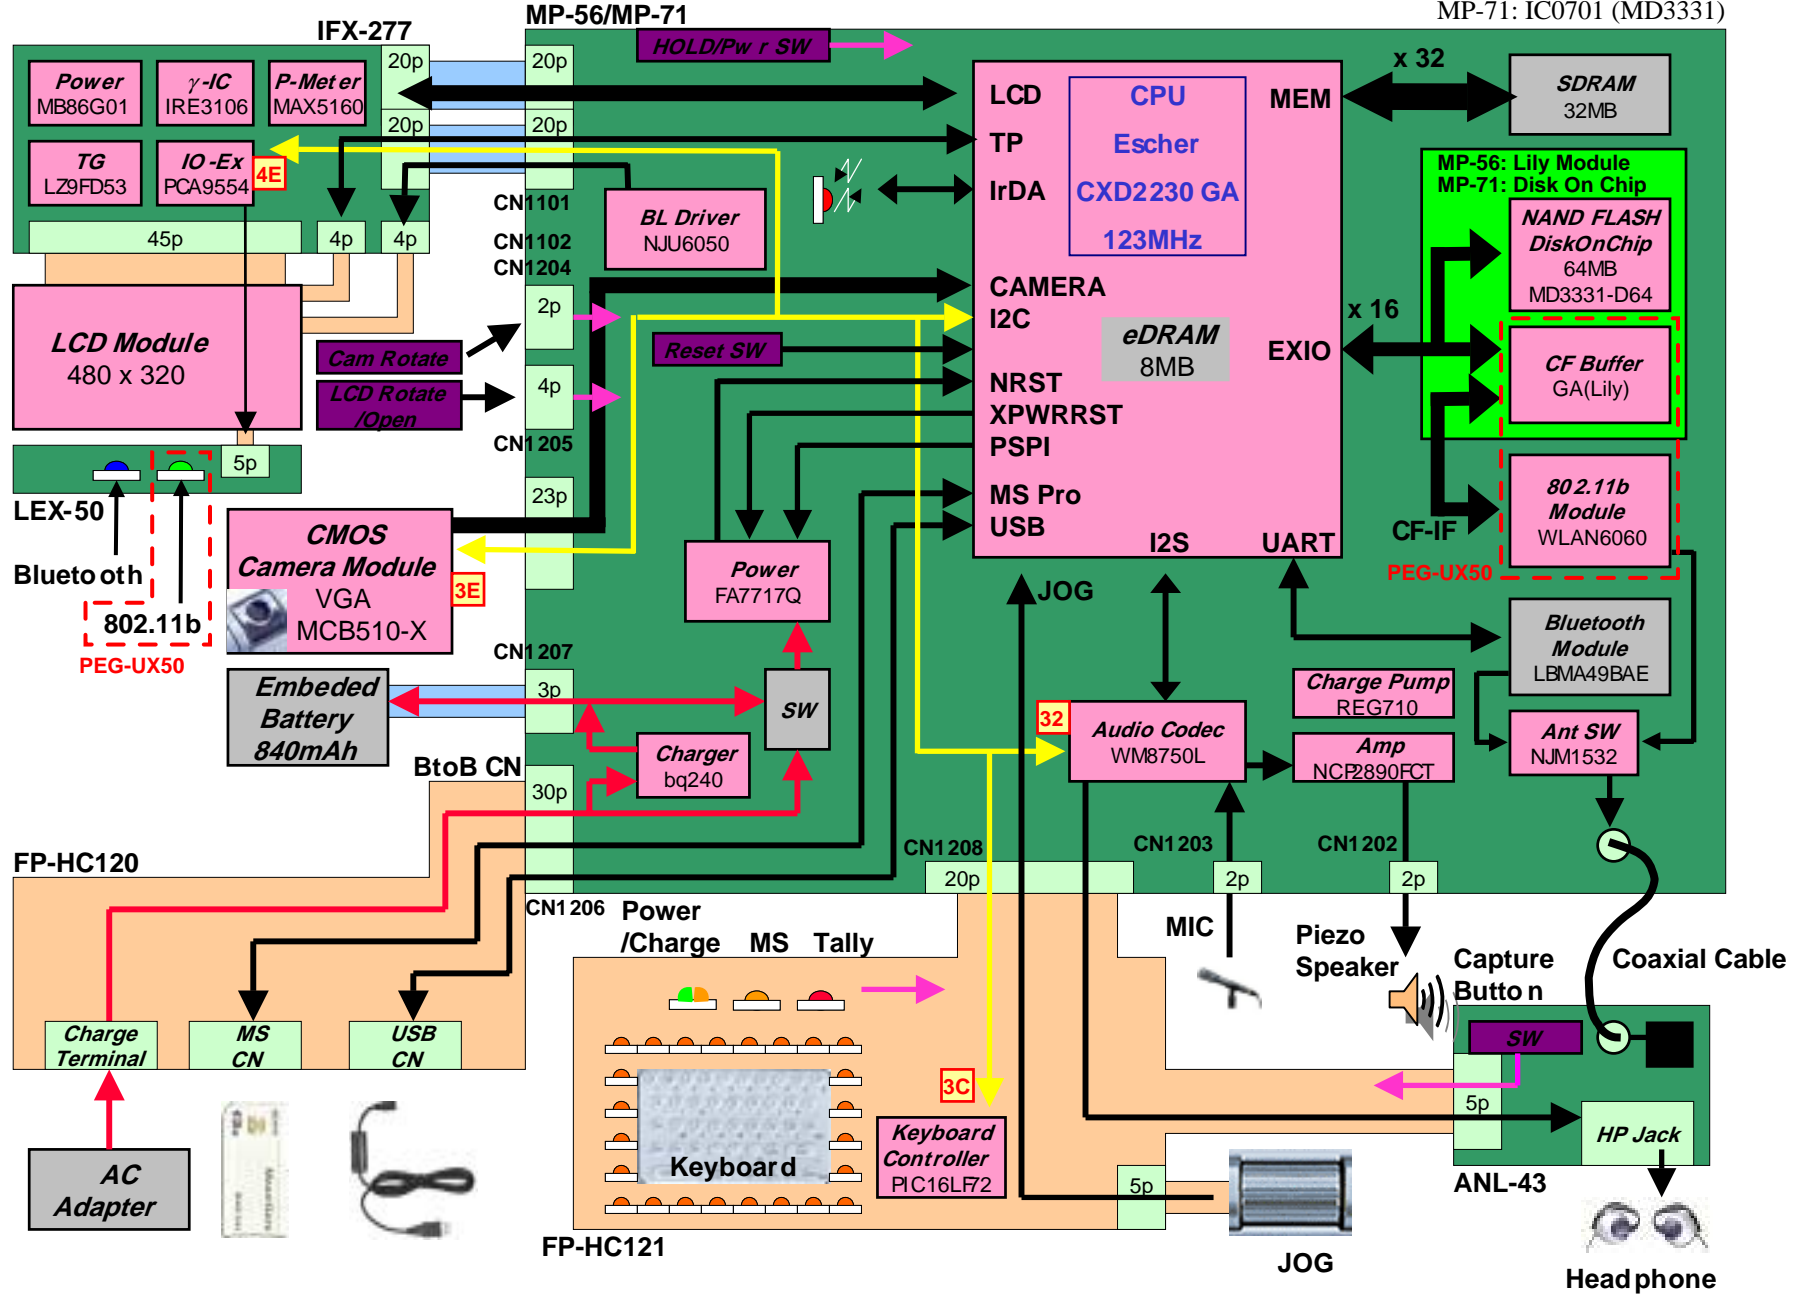 MP-56/MP-71
MP-71: IC0701 (MD3331)
IFX-277
20p
20p
HOLD/Pwr SW
Power
MB86G01
γ-IC
IRE3106
P-Meter
MAX5160
20p
20p
TG
LZ9FD53
IO-Ex
PCA9554
4E
45p
4p
4p
CN1101
CN1102
CN1204
BL Driver
NJU6050
LCD
TP
IrDA
CPU
Escher
CXD2230 GA
123MHz
MEM
x 32
SDRAM
32MB
MP-56: Lily Module
MP-71: Disk On Chip
NAND FLASH
DiskOnChip
64MB
MD3331-D64
CAMERA
I2C
x 16
EXIO
eDRAM
8MB
CF Buffer
GA(Lily)
LCD Module
480 x 320
Cam Rotate
LCD Rotate
/Open
2p
4p
Reset SW
NRST
XPWRRST
PSPI
MS Pro
USB
I2S
UART
CN1205
23p
5p
LEX-50
Bluetooth
802.11b
PEG-UX50
CMOS
Camera Module
VGA
MCB510-X
3E
Power
FA7717Q
JOG
CF-IF
802.11b
Module
WLAN6060
PEG-UX50
Bluetooth
Module
LBMA49BAE
CN1207
3p
Embeded
Battery
840mAh
SW
Charger
bq240
32
Audio Codec
WM8750L
Charge Pump
REG710
Amp
NCP2890FCT
Ant SW
NJM1532
BtoB CN
30p
FP-HC120
CN1206
CN1208
20p
CN1203
2p
CN1202
2p
Power
/Charge
MS
Tally
MIC
Piezo
Speaker
Capture
Button
Coaxial Cable
Charge
Terminal
MS
CN
USB
CN
AC
Adapter
Keyboard
3C
Keyboard
Controller
PIC16LF72
5p
FP-HC121
JOG
SW
5p
HP Jack
ANL-43
Headphone